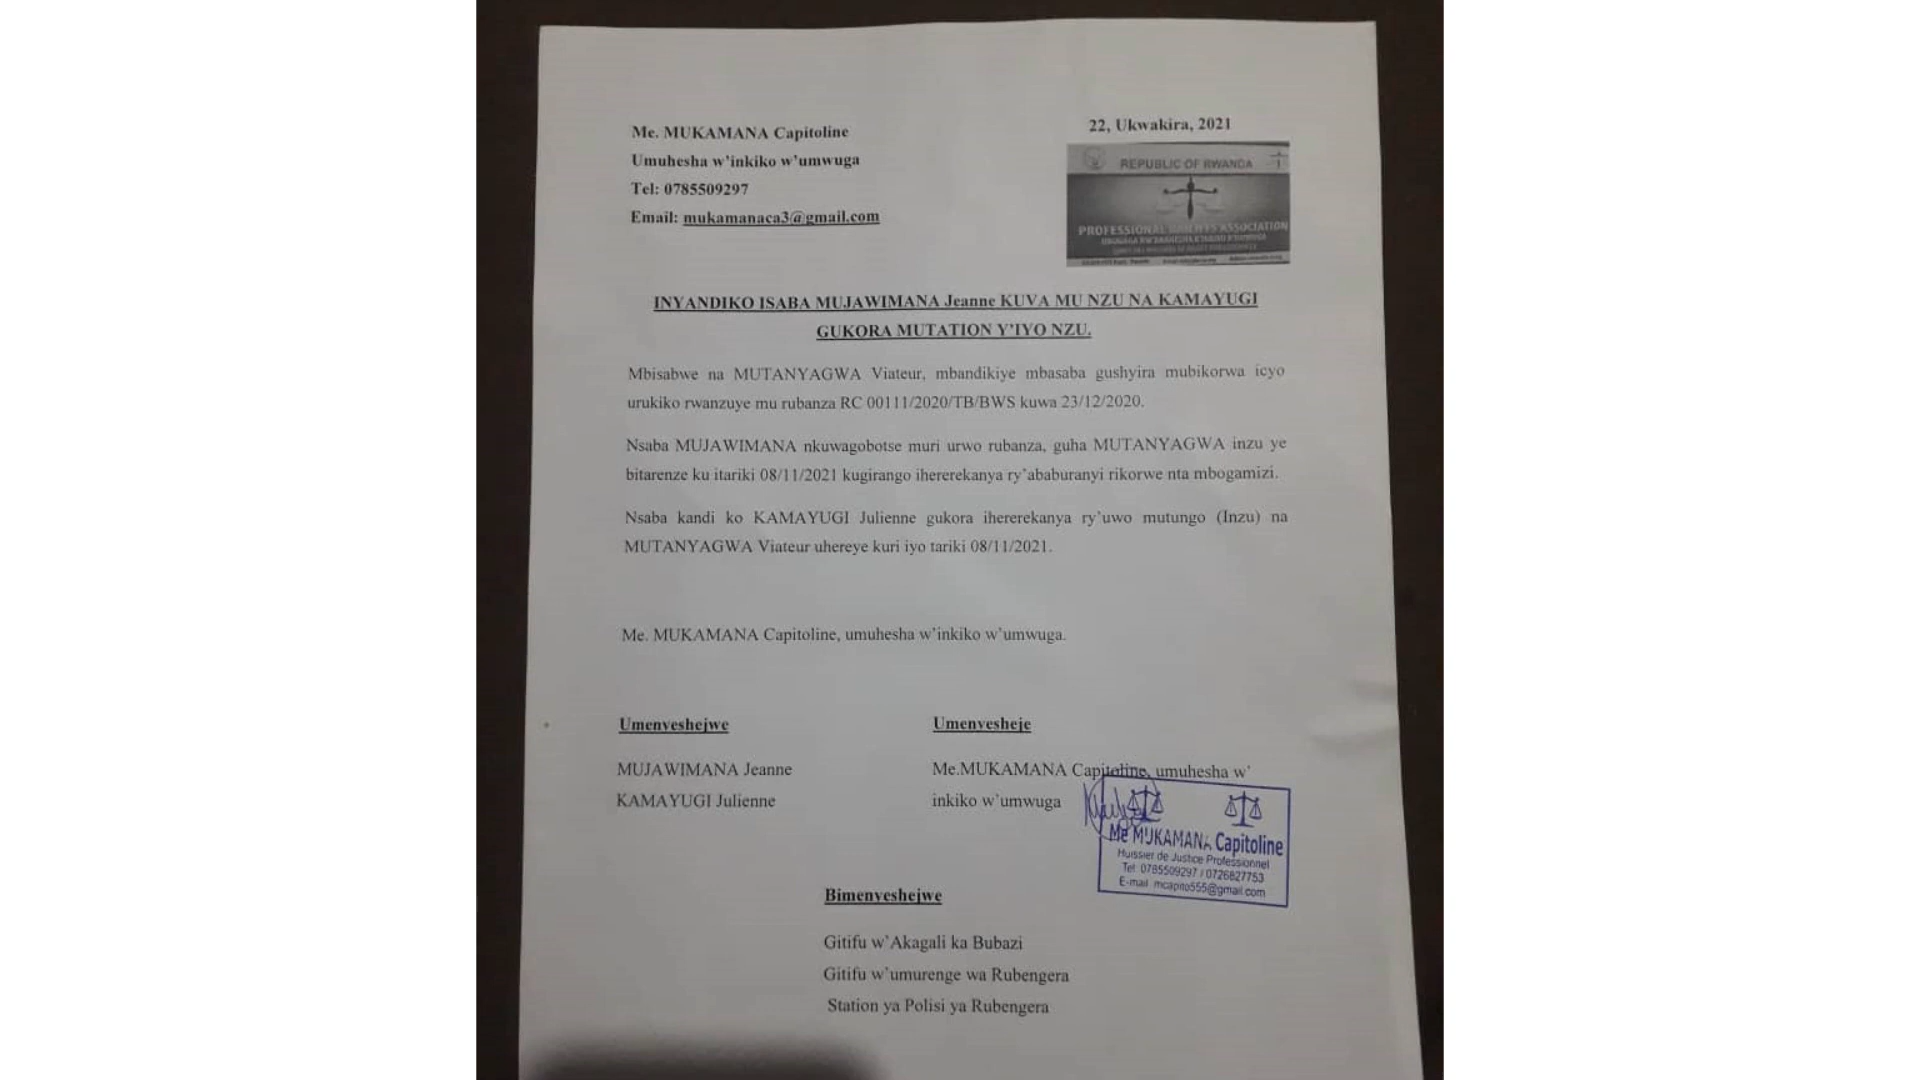 Me. MUKAMANA Capitoline
Umuhesha w'inkiko w'umwuga
Tel: 0785509297
Email: mukamanaca3@gmail.com
22, Ukwakira, 2021
REPUBLIC OF RWANDA
PROFESSIONAL BAILIFFS ASSOCIATION
INYANDIKO ISABA MUJAWIMANA Jeanne KUVA MU NZU NA KAMAYUGI
GUKORA MUTATION Y'IYO NZU.
Mbisabwe na MUTANYAGWA Viateur, mbandikiye mbasaba gushyira mubikorwa icyo
urukiko rwanzuye mu rubanza RC 00111/2020/TB/BWS kuwa 23/12/2020.
Nsaba MUJAWIMANA nkuwagobotse muri urwo rubanza, guha MUTANYAGWA inzu ye
bitarenze ku itariki 08/11/2021 kugirango ihererekanya ry'ababuranyi rikorwe nta mbogamizi.
Nsaba kandi ko KAMAYUGI Julienne gukora ihererekanya ry'uwo mutungo (Inzu) na
MUTANYAGWA Viateur uhereye kuri iyo tariki 08/11/2021.
Me. MUKAMANA Capitoline, umuhesha w'inkiko w'umwuga.
Umenyeshejwe
MUJAWIMANA Jeanne
KAMAYUGI Julienne
Umenyesheje
Me.MUKAMANA Capitoline, umuhesha w'
inkiko w'umwuga
Me MUKAMANA Capitoline
Huissier de Justice Professionnel
Tel: 0785509297 / 0726827753
E-mail mcapito555@gmail.com
Bimenyeshejwe
Gitifu w'Akagali ka Bubazi
Gitifu w'umurenge wa Rubengera
Station ya Polisi ya Rubengera